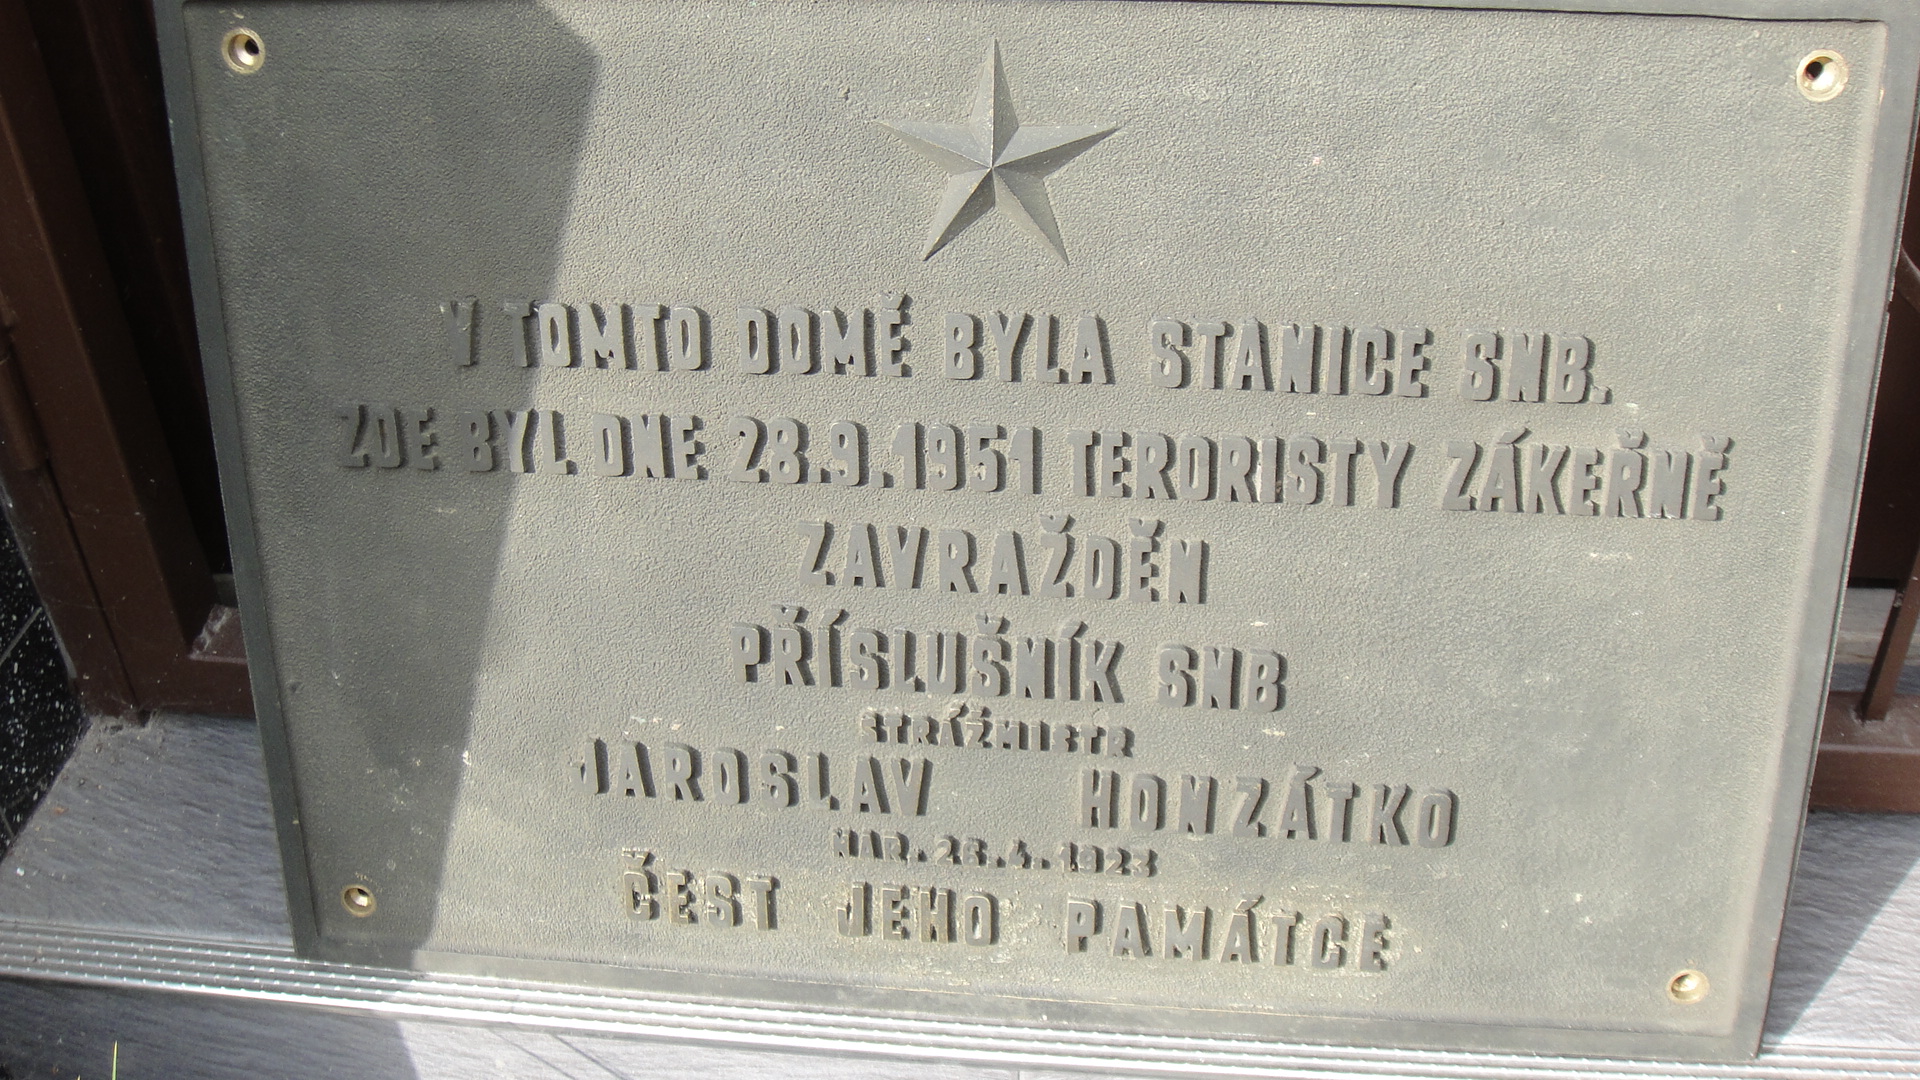 V TOMTO DOMĚ BYLA STANICE SNB.
ZDE BYL DNE 28.9.1951 TERORISTY ZÁKEŘNĚ
ZAVRAŽDĚN
PŘÍSLUŠNÍK SNB
STRÁŽMISTR
JAROSLAV HONZÁTKO
NAR. 26.4.1923
ČEST JEHO PAMÁTCE